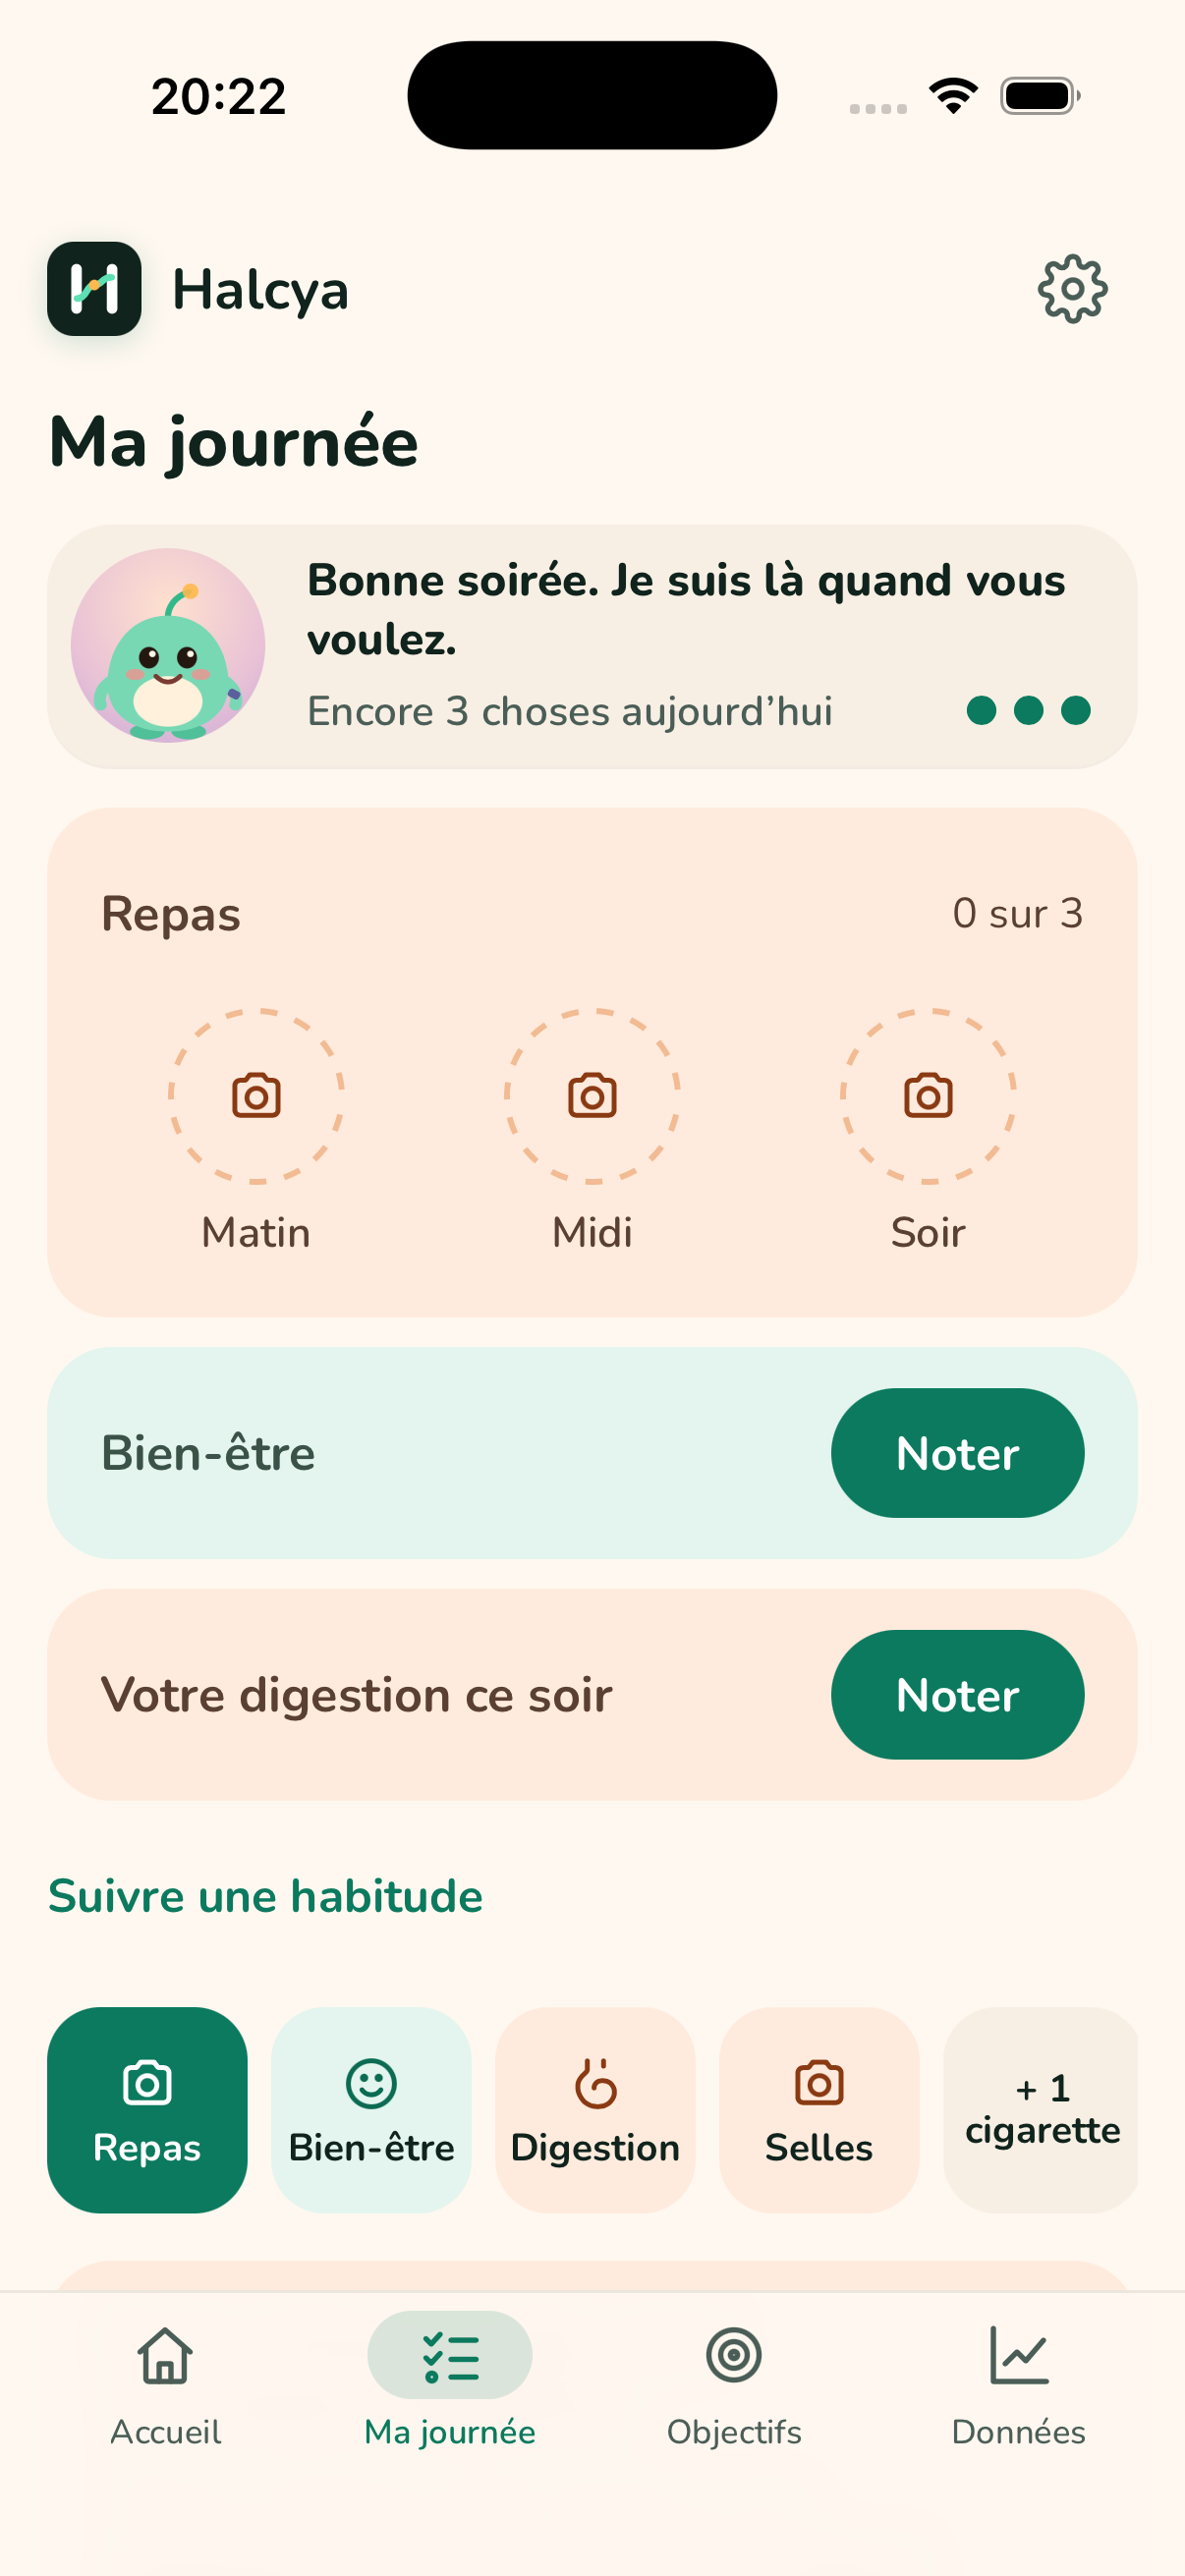 20:22
Halcya
Ma journée
Bonne soirée. Je suis là quand vous
voulez.
Encore 3 choses aujourd’hui
Repas
0 sur 3
Matin
Midi
Soir
Bien-être
Noter
Votre digestion ce soir
Noter
Suivre une habitude
Repas
Bien-être
Digestion
Selles
+ 1
cigarette
Accueil
Ma journée
Objectifs
Données